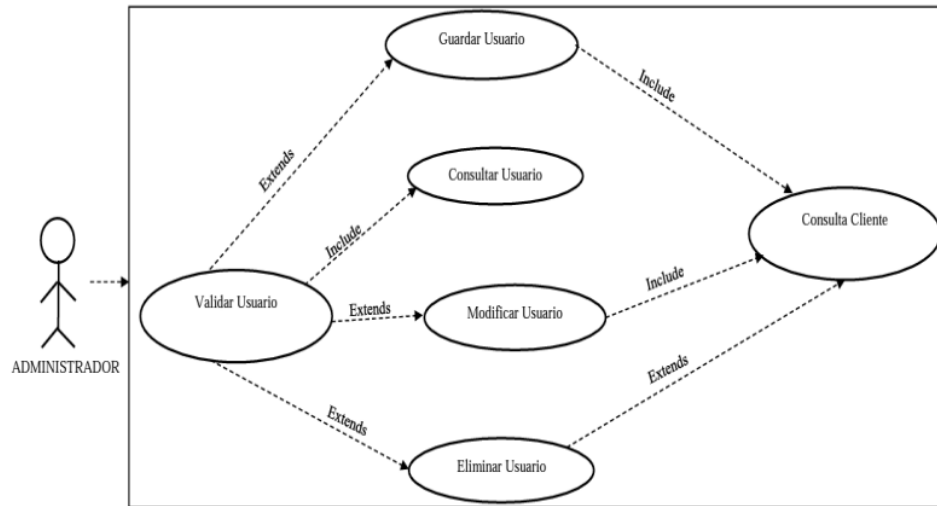 Guardar Usuario
Include
Extends
Consultar Usuario
Include
Consulta Cliente
Validar Usuario
Extends
Modificar Usuario
Include
ADMINISTRADOR
Extends
Extends
Eliminar Usuario